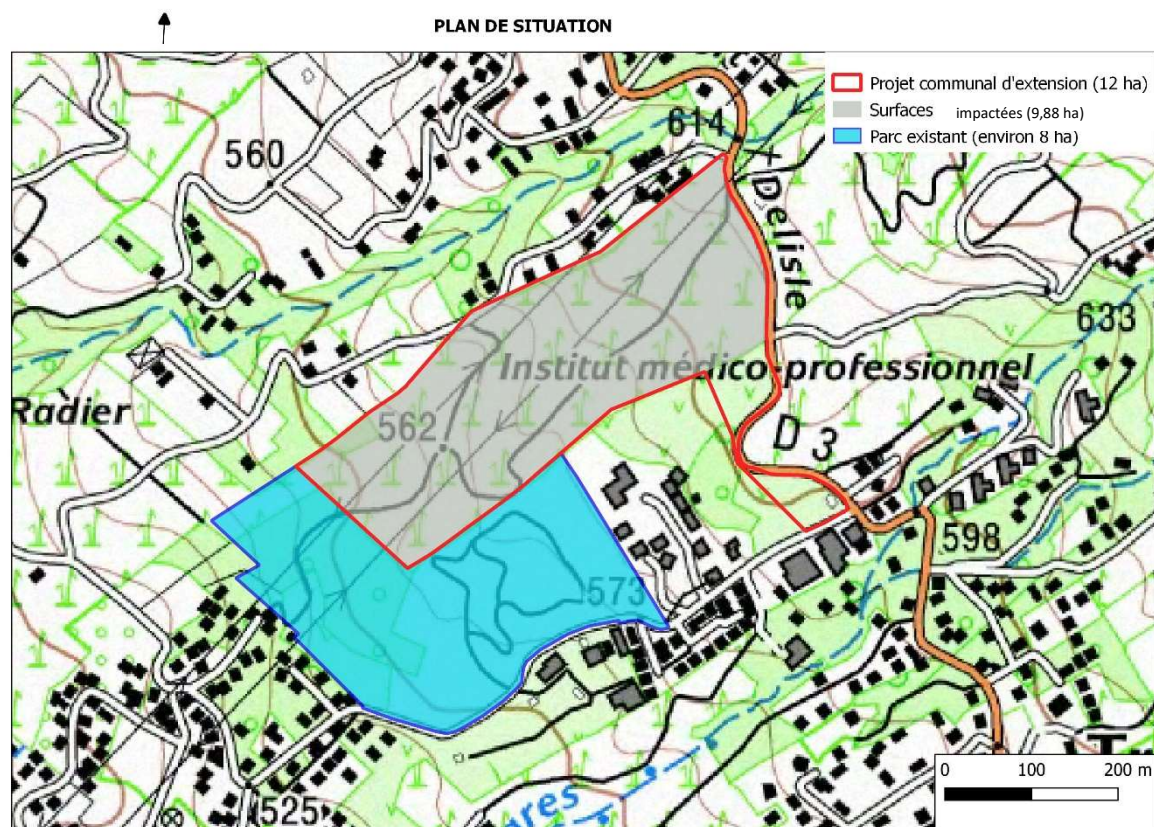 PLAN DE SITUATION
Projet communal d'extension (12 ha)
Surfaces impactées (9,88 ha)
Parc existant (environ 8 ha)
614
560
Delisle
633
Institut médico-professionnel
Radier
562
D 3
598
573
525
res
0 100 200 m